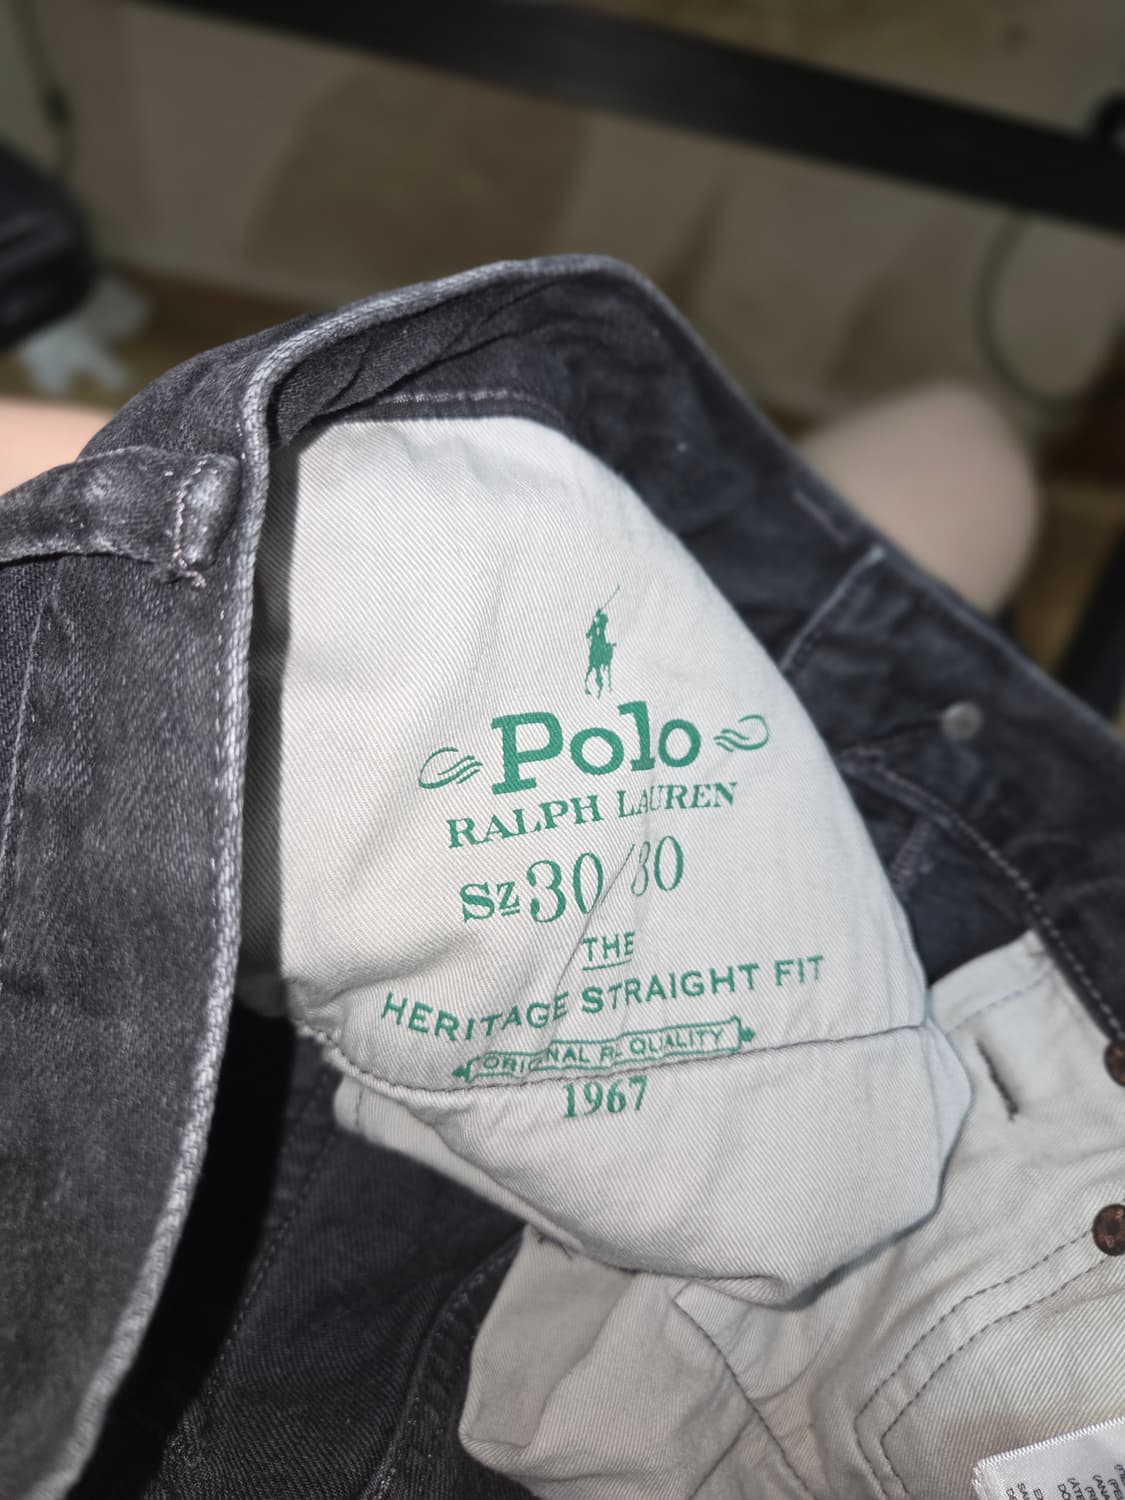 Polo
RALPH LAUREN
Sz 30/30
THE
HERITAGE STRAIGHT FIT
ORIGINAL RL QUALITY
1967